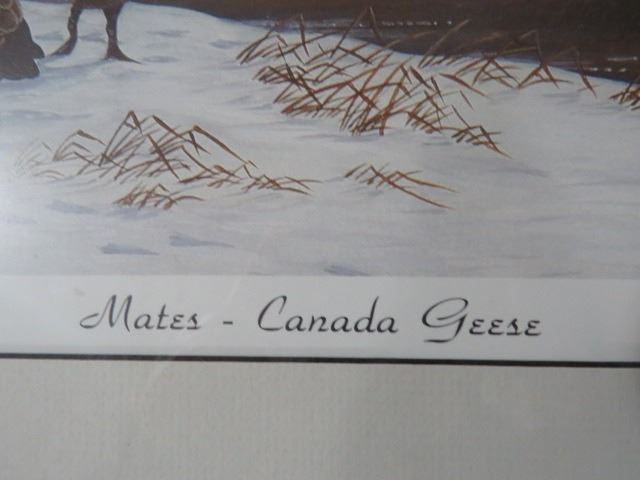 Mates - Canada Geese